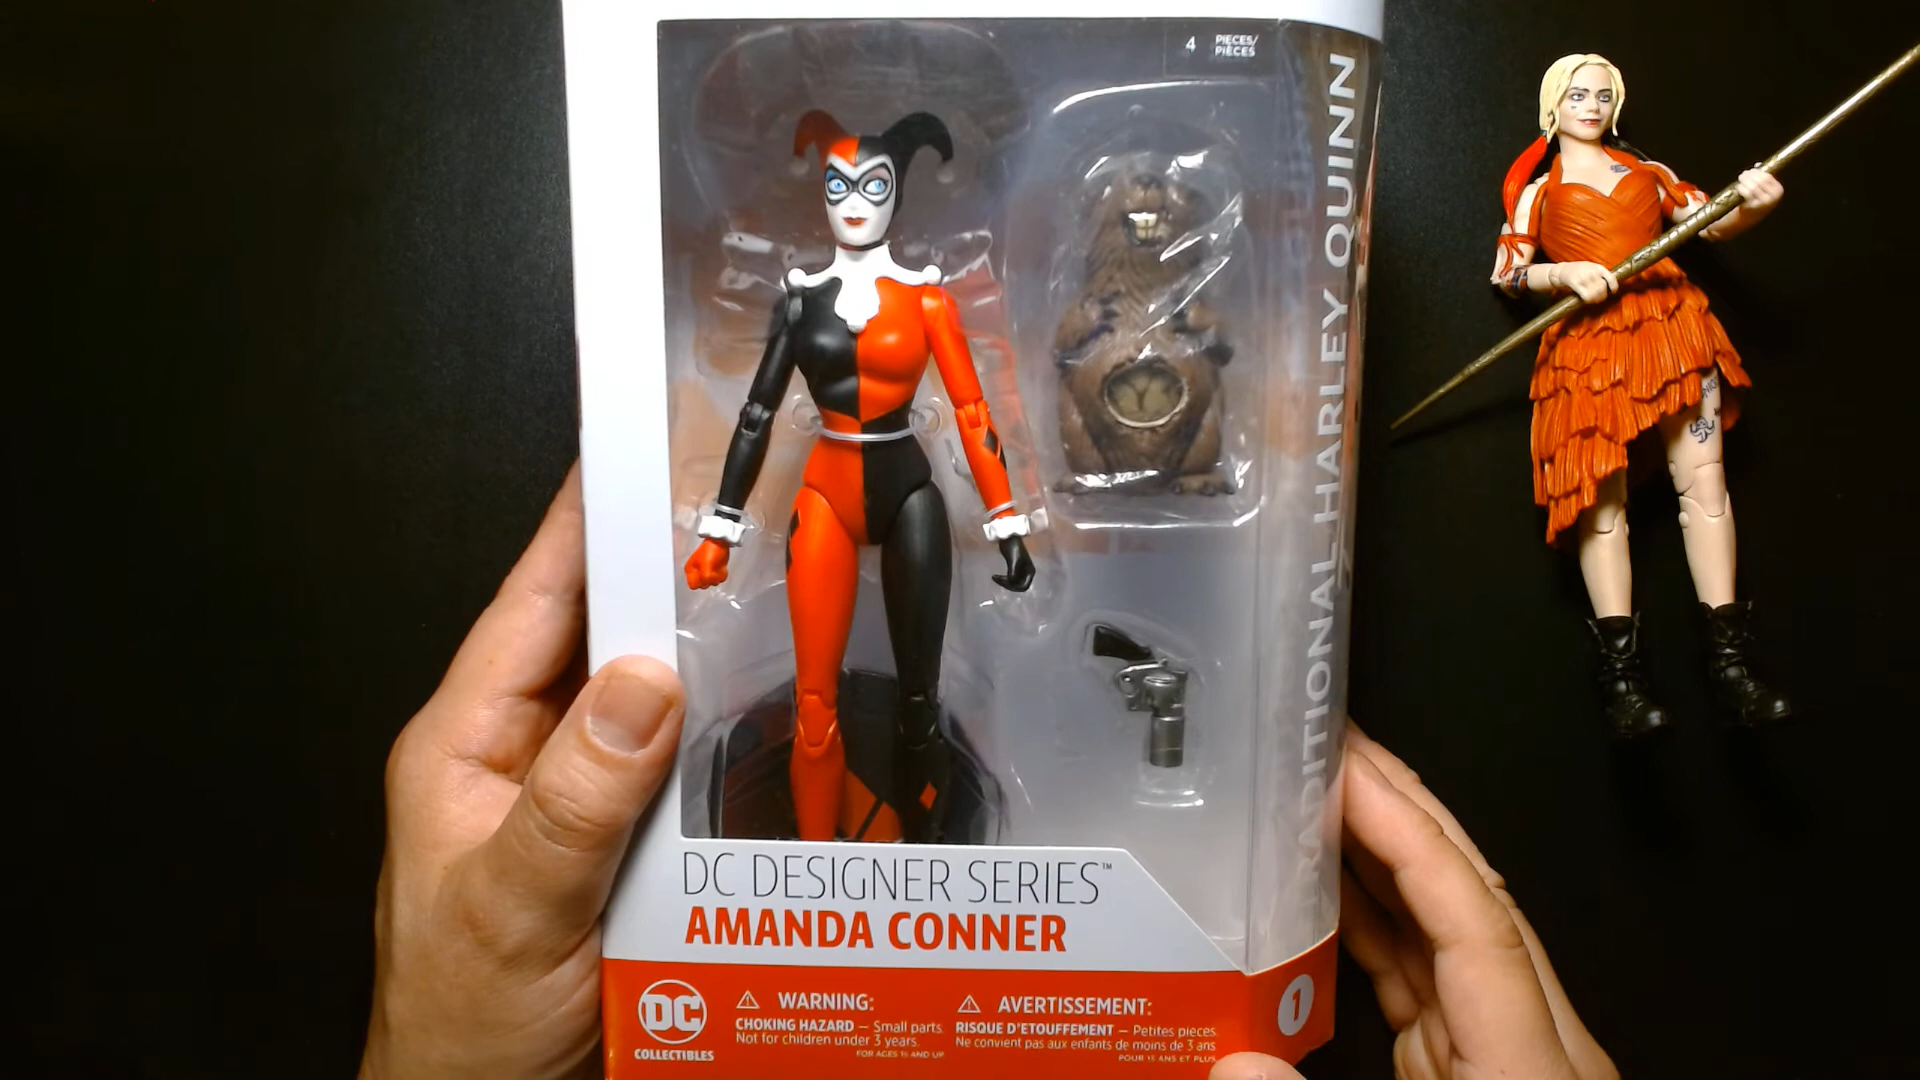 4 PIECES/
PIÈCES
TRADITIONAL HARLEY QUINN
DC DESIGNER SERIES™
AMANDA CONNER
DC
COLLECTIBLES
WARNING:
CHOKING HAZARD — Small parts.
Not for children under 3 years.
FOR AGES 15 AND UP
AVERTISSEMENT:
RISQUE D'ETOUFFEMENT — Petites pieces.
Ne convient pas aux enfants de moins de 3 ans.
POUR 15 ANS ET PLUS
1